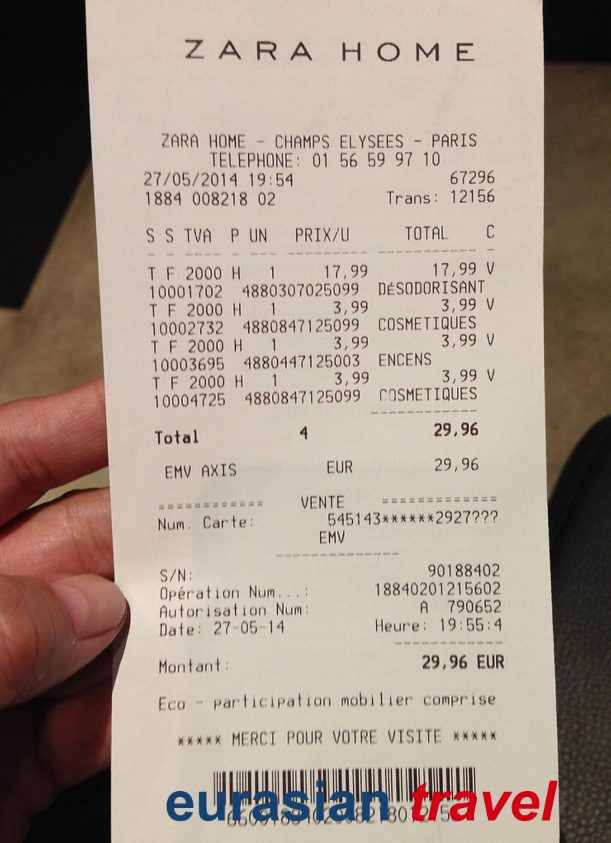 ZARA HOME
ZARA HOME - CHAMPS ELYSEES - PARIS
TELEPHONE: 01 56 59 97 10
27/05/2014 19:54 67296
1884 008218 02 Trans: 12156
S S TVA P UN PRIX/U TOTAL C
T F 2000 H 1 17,99 17,99 V
10001702 4880307025099 DÉSODORISANT
T F 2000 H 1 3,99 3,99 V
10002732 4880847125099 COSMETIQUES
T F 2000 H 1 3,99 3,99 V
10003695 4880447125003 ENCENS
T F 2000 H 1 3,99 3,99 V
10004725 4880847125099 COSMETIQUES
Total 4 29,96
EMV AXIS EUR 29,96
============ VENTE =============
Num. Carte: 545143******2927???
EMV
S/N: 90188402
Opération Num...: 18840201215602
Autorisation Num: A 790652
Date: 27-05-14 Heure: 19:55:4
Montant: 29,96 EUR
Eco - participation mobilier comprise
***** MERCI POUR VOTRE VISITE *****
eurasian travel